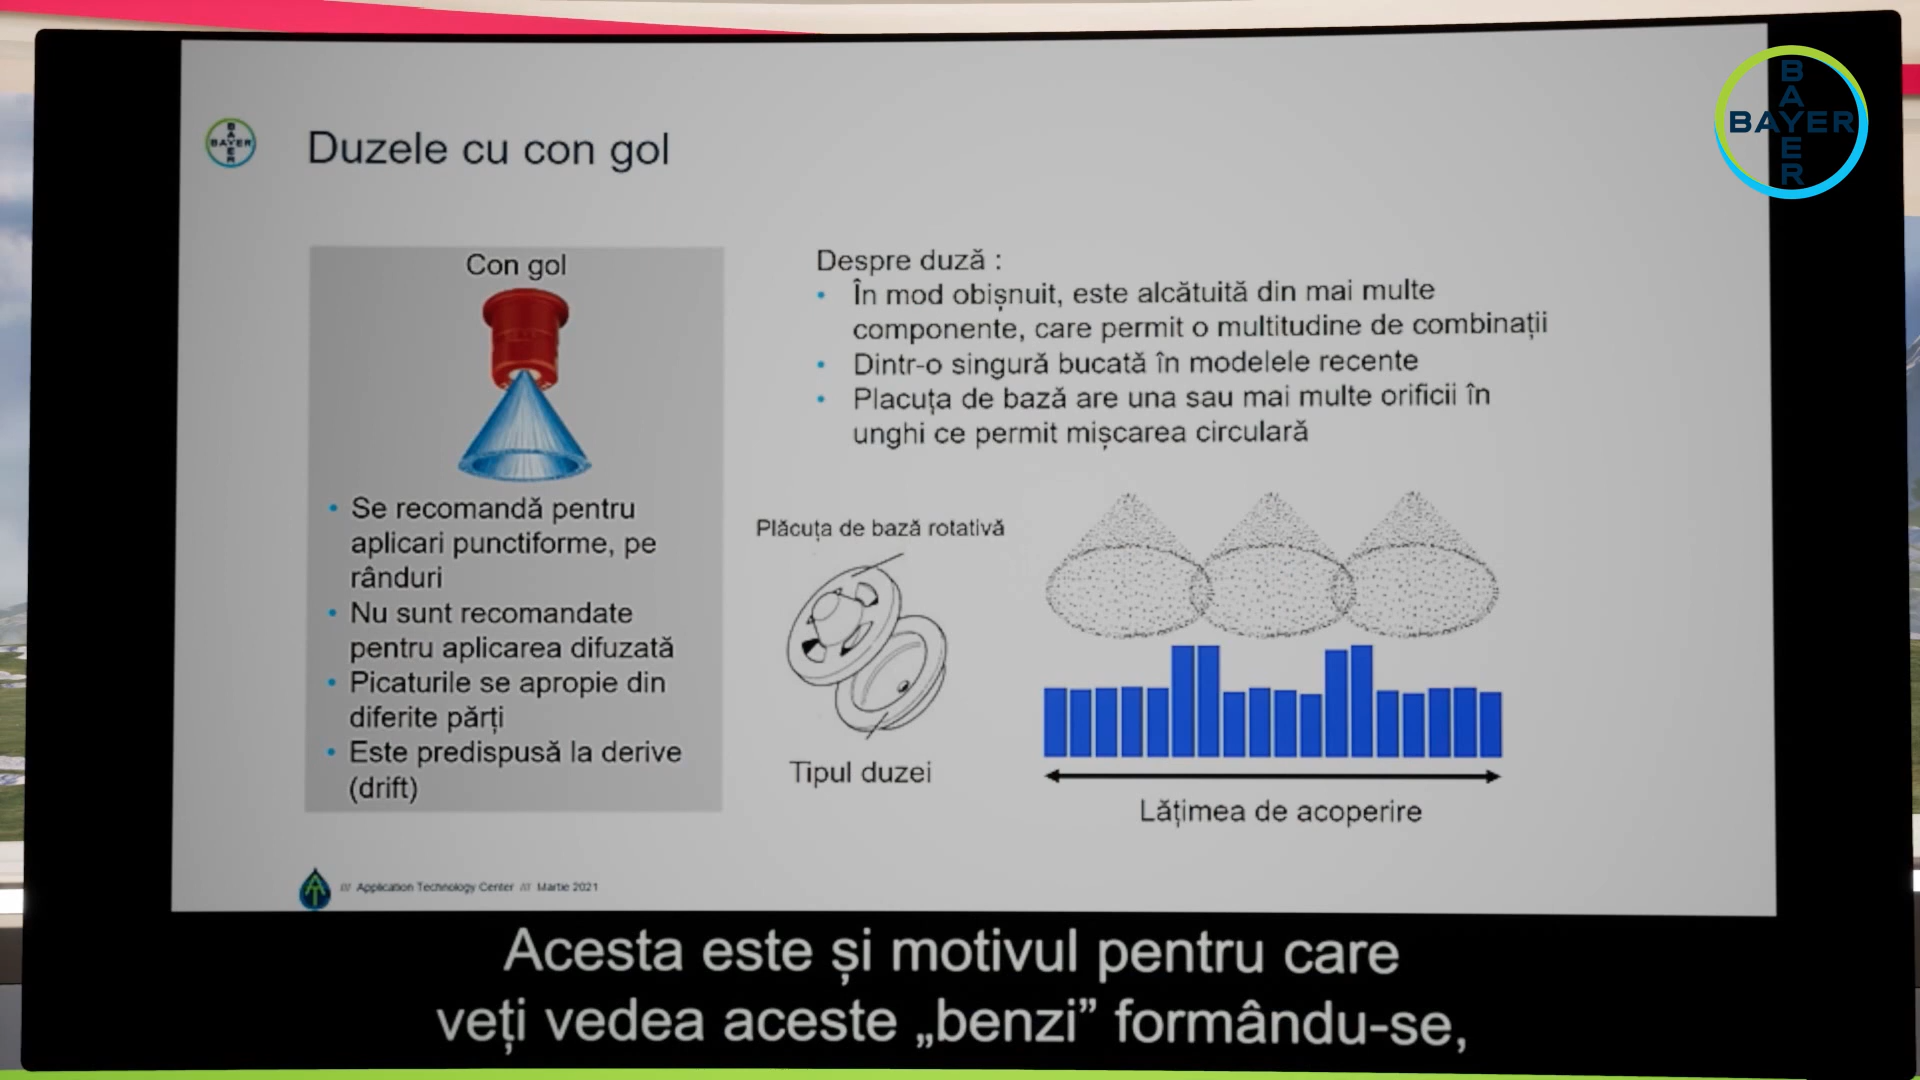 BAYER
BAYER
BAYER
BAYER
Duzele cu con gol
Con gol
Se recomandă pentru
aplicari punctiforme, pe
rânduri
Nu sunt recomandate
pentru aplicarea difuzată
Picaturile se apropie din
diferite părți
Este predispusă la derive
(drift)
Despre duză :
În mod obișnuit, este alcătuită din mai multe
componente, care permit o multitudine de combinații
Dintr-o singură bucată în modelele recente
Placuța de bază are una sau mai multe orificii în
unghi ce permit mișcarea circulară
Plăcuța de bază rotativă
Tipul duzei
Lățimea de acoperire
/// Application Technology Center /// Martie 2021
Acesta este și motivul pentru care
veți vedea aceste „benzi” formându-se,